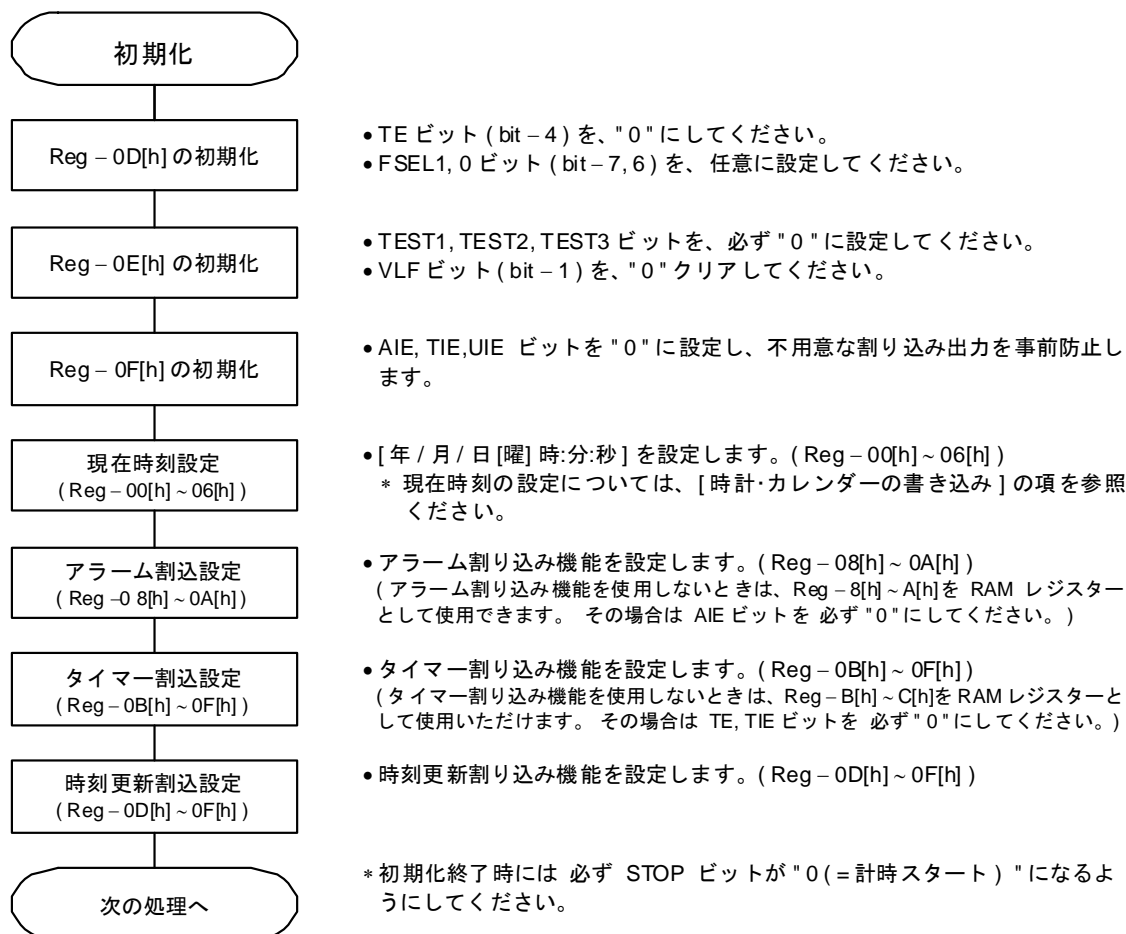 初期化
Reg – 0D[h] の初期化
• TE ビット ( bit – 4 ) を、" 0 " にしてください。
• FSEL1, 0 ビット ( bit – 7, 6 ) を、任意に設定してください。
Reg – 0E[h] の初期化
• TEST1, TEST2, TEST3 ビットを、必ず " 0 " に設定してください。
• VLF ビット ( bit – 1 ) を、" 0 " クリアしてください。
Reg – 0F[h] の初期化
• AIE, TIE,UIE ビットを " 0 " に設定し、不用意な割り込み出力を事前防止し
ます。
現在時刻設定
( Reg – 00[h] ~ 06[h] )
• [ 年 / 月 / 日 [曜] 時:分:秒 ] を設定します。( Reg – 00[h] ~ 06[h] )
* 現在時刻の設定については、[ 時計･カレンダーの書き込み ] の項を参照
ください。
アラーム割込設定
( Reg –0 8[h] ~ 0A[h] )
• アラーム割り込み機能を設定します。( Reg – 08[h] ~ 0A[h] )
( アラーム割り込み機能を使用しないときは、Reg – 8[h] ~ A[h]を RAM レジスター
として使用できます。 その場合は AIE ビットを 必ず " 0 " にしてください。 )
タイマー割込設定
( Reg – 0B[h] ~ 0F[h] )
• タイマー割り込み機能を設定します。( Reg – 0B[h] ~ 0F[h] )
( タイマー割り込み機能を使用しないときは、Reg – B[h] ~ C[h]を RAM レジスターと
して使用いただけます。 その場合は TE, TIE ビットを 必ず " 0 " にしてください。)
時刻更新割込設定
( Reg – 0D[h] ~ 0F[h] )
• 時刻更新割り込み機能を設定します。( Reg – 0D[h] ~ 0F[h] )
次の処理へ
* 初期化終了時には 必ず STOP ビットが " 0 ( = 計時スタート ) " になるよ
うにしてください。